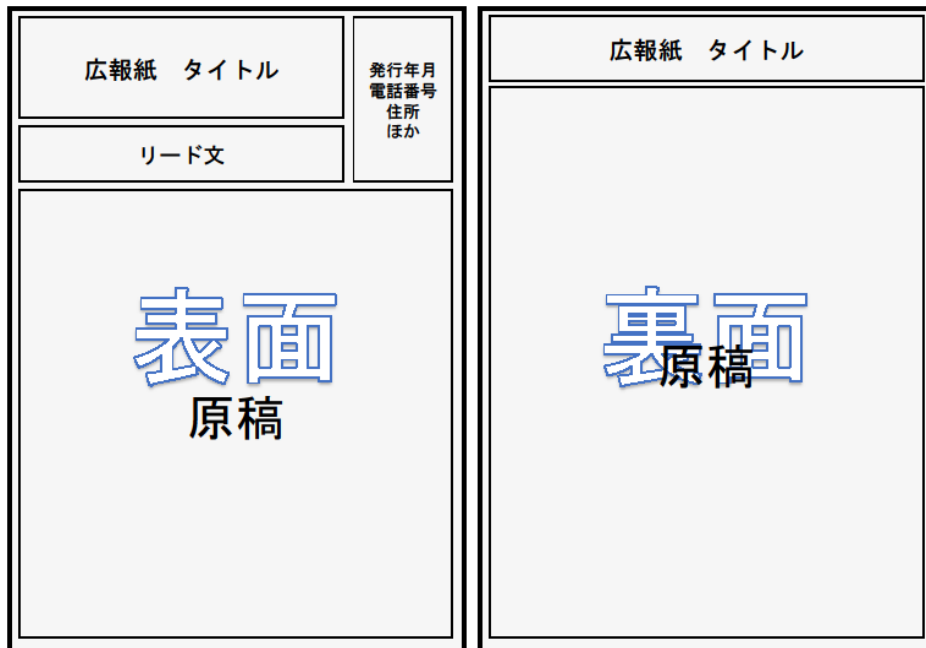 広報紙　タイトル
発行年月
電話番号
住所
ほか
リード文
表面
原稿
広報紙　タイトル
裏面
原稿